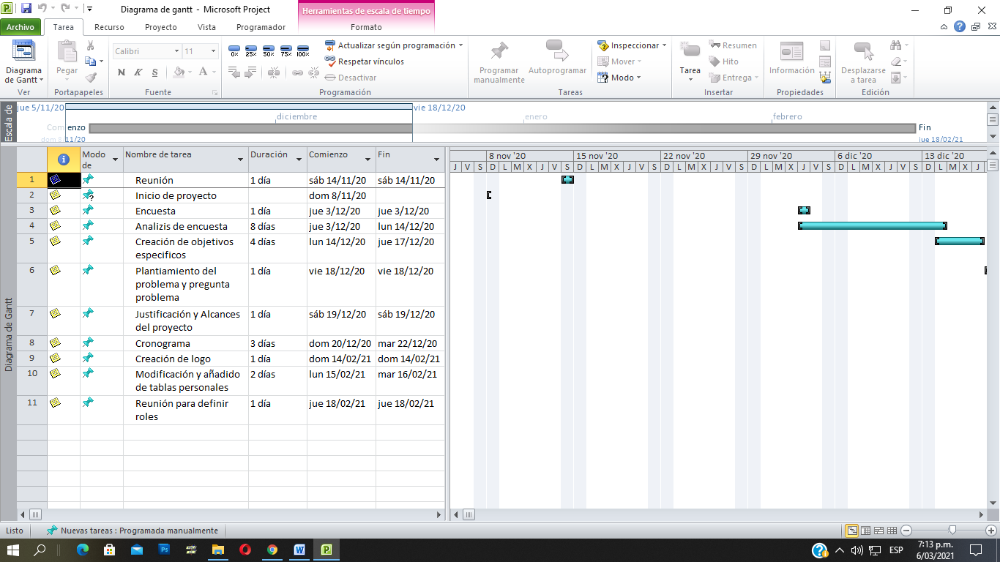 Diagrama de gantt - Microsoft Project
Herramientas de escala de tiempo
Archivo Tarea Recurso Proyecto Vista Programador Formato
Diagrama de Gantt
Pegar
Calibri 11
N K S
0% 25% 50% 75% 100%
Actualizar según programación
Respetar vínculos
Desactivar
Programar manualmente
Autoprogramar
Inspeccionar
Mover
Modo
Tarea
Resumen
Hito
Entrega
Información
Desplazarse a tarea
Ver Portapapeles Fuente Programación Tareas Insertar Propiedades Edición
Escala de
jue 5/11/20 vie 18/12/20
diciembre enero febrero
Comienzo Fin
dom 8/11/20 jue 18/02/21
Diagrama de Gantt
Modo de Nombre de tarea Duración Comienzo Fin
8 nov '20 15 nov '20 22 nov '20 29 nov '20 6 dic '20 13 dic '20
J V S D L M X J V S D L M X J V S D L M X J V S D L M X J V S D L M X J V S D L M X J
1 Reunión 1 día sáb 14/11/20 sáb 14/11/20
2 Inicio de proyecto dom 8/11/20
3 Encuesta 1 día jue 3/12/20 jue 3/12/20
4 Analizis de encuesta 8 días jue 3/12/20 lun 14/12/20
5 Creación de objetivos 4 días lun 14/12/20 jue 17/12/20
especificos
6 Plantiamiento del 1 día vie 18/12/20 vie 18/12/20
problema y pregunta
problema
7 Justificación y Alcances 1 día sáb 19/12/20 sáb 19/12/20
del proyecto
8 Cronograma 3 días dom 20/12/20 mar 22/12/20
9 Creación de logo 1 día dom 14/02/21 dom 14/02/21
10 Modificación y añadido 2 días lun 15/02/21 mar 16/02/21
de tablas personales
11 Reunión para definir 1 día jue 18/02/21 jue 18/02/21
roles
Listo Nuevas tareas : Programada manualmente
ESP
7:13 p.m.
6/03/2021